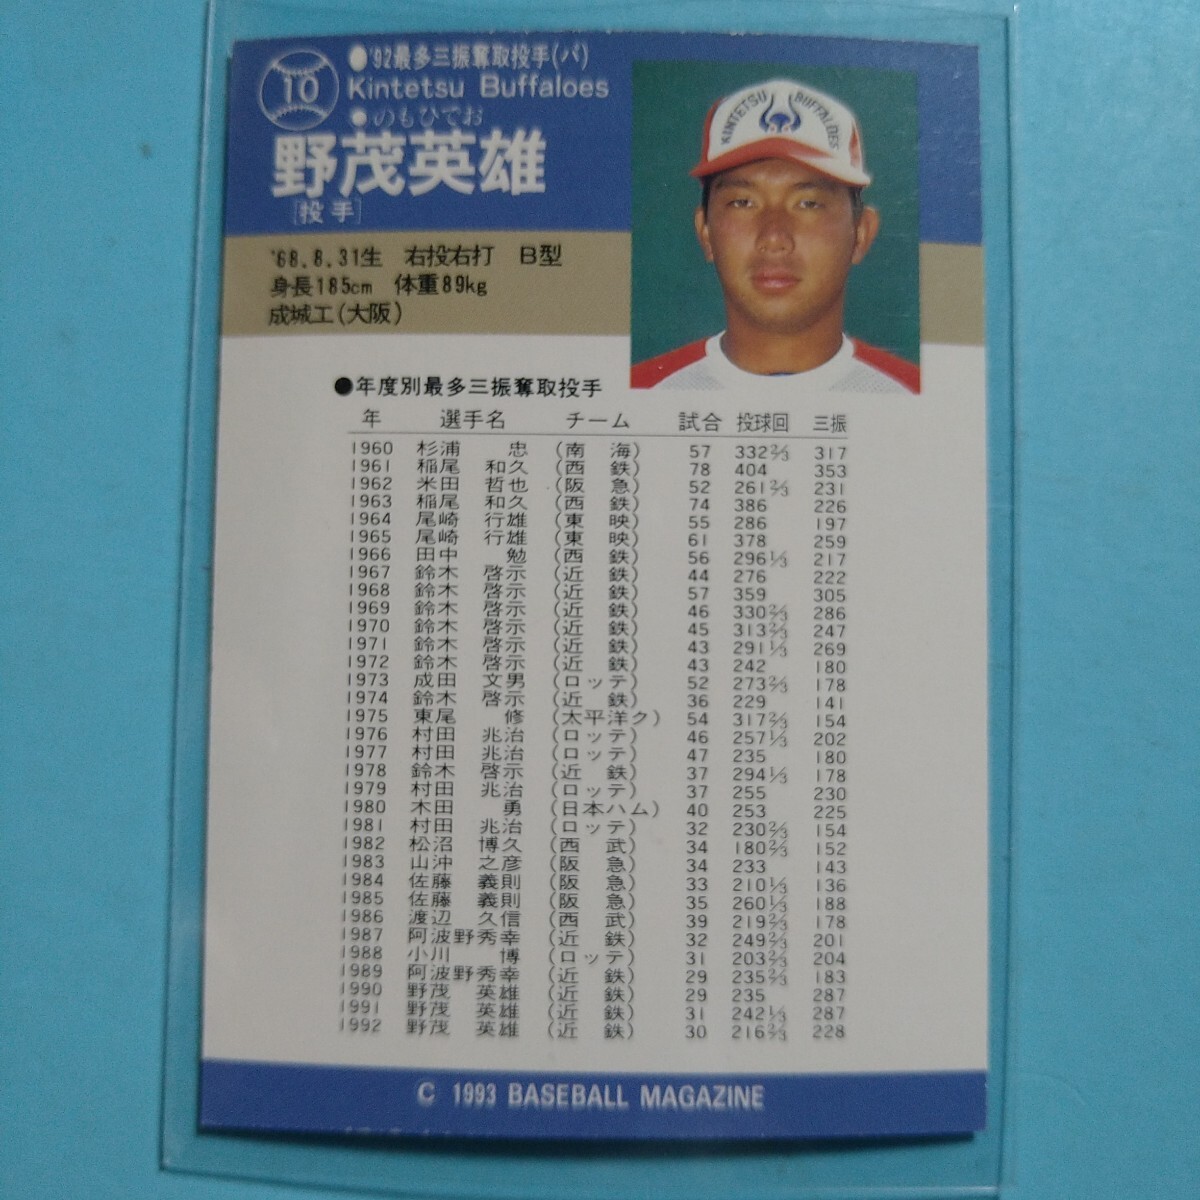 10
●'92最多三振奪取投手(パ)
Kintetsu Buffaloes
●のもひでお
野茂英雄
[投手]
KINTETSU BUFFALOES
'68.8.31生 右投右打 B型
身長185cm 体重89kg
成城工(大阪)
●年度別最多三振奪取投手
年 選手名 チーム 試合 投球回 三振
1960 杉浦 忠 (南 海) 57 332⅔ 317
1961 稲尾 和久 (西 鉄) 78 404 353
1962 米田 哲也 (阪 急) 52 261⅔ 231
1963 稲尾 和久 (西 鉄) 74 386 226
1964 尾崎 行雄 (東 映) 55 286 197
1965 尾崎 行雄 (東 映) 61 378 259
1966 田中 勉 (西 鉄) 56 296⅓ 217
1967 鈴木 啓示 (近 鉄) 44 276 222
1968 鈴木 啓示 (近 鉄) 57 359 305
1969 鈴木 啓示 (近 鉄) 46 330⅔ 286
1970 鈴木 啓示 (近 鉄) 45 313⅔ 247
1971 鈴木 啓示 (近 鉄) 43 291⅓ 269
1972 鈴木 啓示 (近 鉄) 43 242 180
1973 成田 文男 (ロッテ) 52 273⅔ 178
1974 鈴木 啓示 (近 鉄) 36 229 141
1975 東尾 修 (太平洋ク) 54 317⅔ 154
1976 村田 兆治 (ロッテ) 46 257⅓ 202
1977 村田 兆治 (ロッテ) 47 235 180
1978 鈴木 啓示 (近 鉄) 37 294⅓ 178
1979 村田 兆治 (ロッテ) 37 255 230
1980 木田 勇 (日本ハム) 40 253 225
1981 村田 兆治 (ロッテ) 32 230⅔ 154
1982 松沼 博久 (西 武) 34 180⅔ 152
1983 山沖 之彦 (阪 急) 34 233 143
1984 佐藤 義則 (阪 急) 33 210⅓ 136
1985 佐藤 義則 (阪 急) 35 260⅓ 188
1986 渡辺 久信 (西 武) 39 219⅔ 178
1987 阿波野秀幸 (近 鉄) 32 249⅔ 201
1988 小川 博 (ロッテ) 31 203⅔ 204
1989 阿波野秀幸 (近 鉄) 29 235⅔ 183
1990 野茂 英雄 (近 鉄) 29 235 287
1991 野茂 英雄 (近 鉄) 31 242⅓ 287
1992 野茂 英雄 (近 鉄) 30 216⅔ 228
C 1993 BASEBALL MAGAZINE